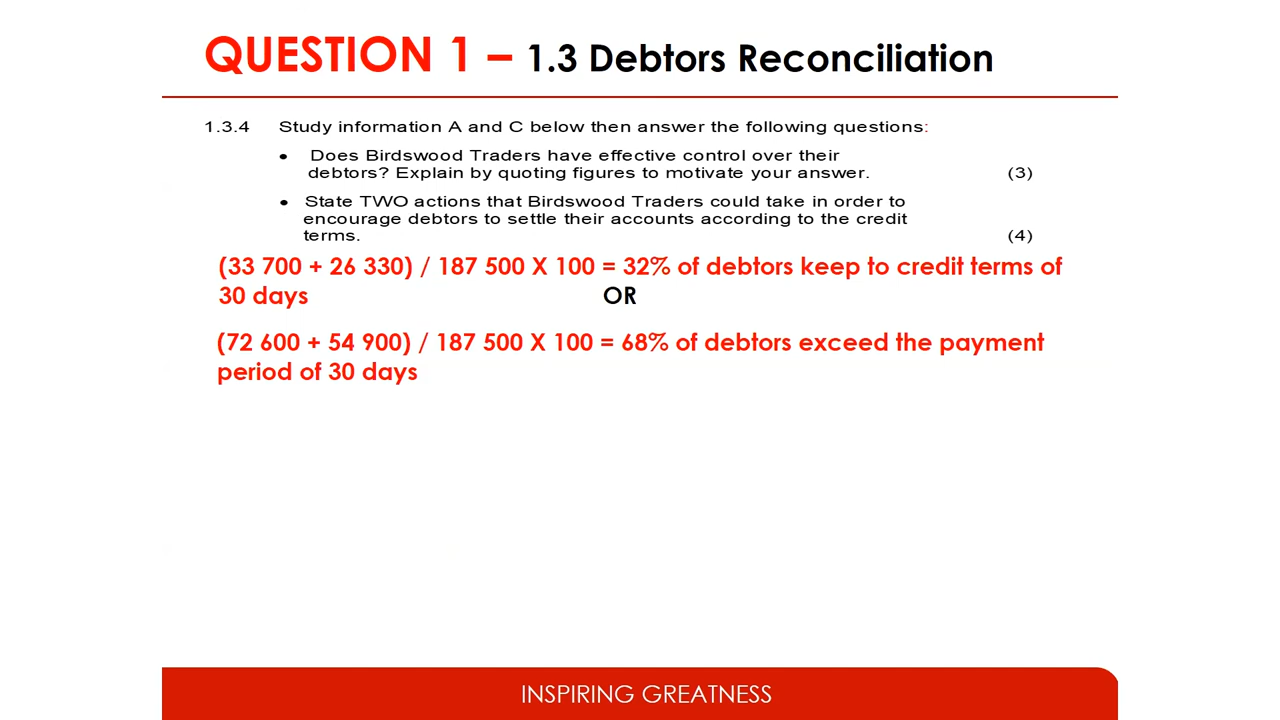 QUESTION 1 – 1.3 Debtors Reconciliation
1.3.4 Study information A and C below then answer the following questions:
• Does Birdswood Traders have effective control over their
debtors? Explain by quoting figures to motivate your answer. (3)
• State TWO actions that Birdswood Traders could take in order to
encourage debtors to settle their accounts according to the credit
terms. (4)
(33 700 + 26 330) / 187 500 X 100 = 32% of debtors keep to credit terms of
30 days OR
(72 600 + 54 900) / 187 500 X 100 = 68% of debtors exceed the payment
period of 30 days
INSPIRING GREATNESS